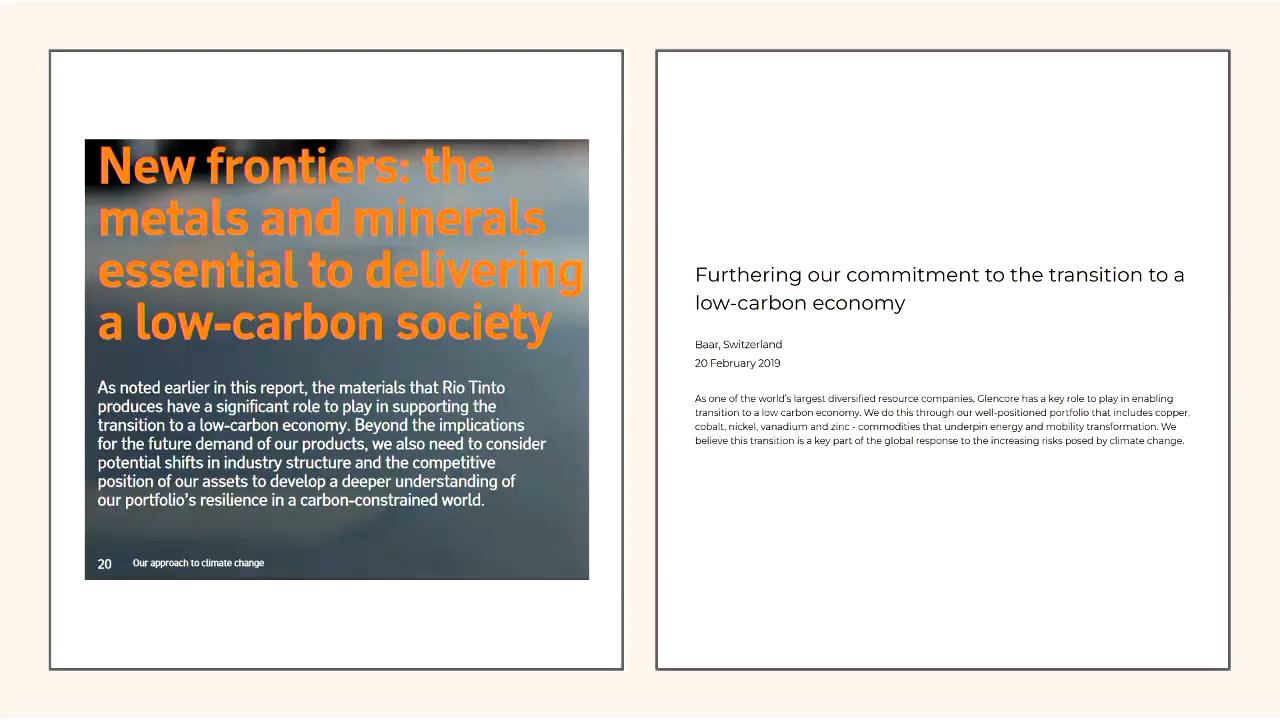 New frontiers: the
metals and minerals
essential to delivering
a low-carbon society
As noted earlier in this report, the materials that Rio Tinto
produces have a significant role to play in supporting the
transition to a low-carbon economy. Beyond the implications
for the future demand of our products, we also need to consider
potential shifts in industry structure and the competitive
position of our assets to develop a deeper understanding of
our portfolio's resilience in a carbon-constrained world.
20 Our approach to climate change
Furthering our commitment to the transition to a
low-carbon economy
Baar, Switzerland
20 February 2019
As one of the world's largest diversified resource companies, Glencore has a key role to play in enabling
transition to a low carbon economy. We do this through our well-positioned portfolio that includes copper,
cobalt, nickel, vanadium and zinc - commodities that underpin energy and mobility transformation. We
believe this transition is a key part of the global response to the increasing risks posed by climate change.